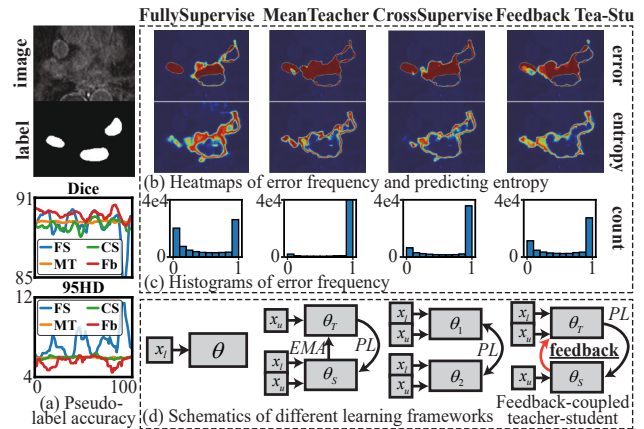 FullySupervise MeanTeacher CrossSupervise Feedback Tea-Stu
image
label
error
entropy
(b) Heatmaps of error frequency and predicting entropy
Dice
91
85
FS CS
MT Fb
95HD
12
4
FS CS
MT Fb
0 100
(a) Pseudo-
label accuracy
4e4 4e4 4e4 4e4
0 1 0 1 0 1 0 1
count
(c) Histograms of error frequency
x_l θ
x_u θ_T
EMA PL
x_l x_u θ_S
x_l x_u θ_1
PL
x_l x_u θ_2
x_l x_u θ_T PL
feedback
x_u θ_S
Feedback-coupled
teacher-student
(d) Schematics of different learning frameworks